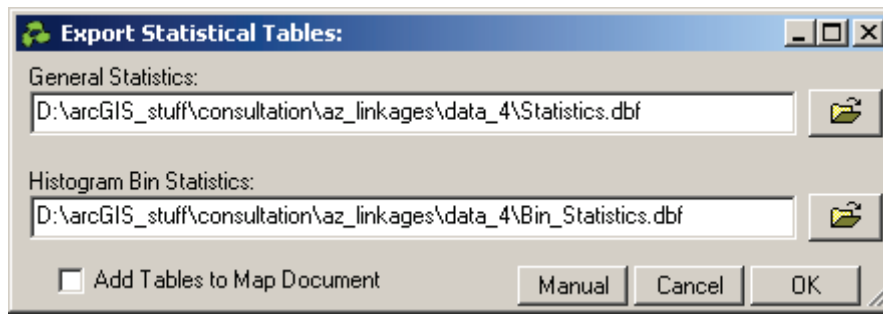 Export Statistical Tables:
General Statistics:
D:\arcGIS_stuff\consultation\az_linkages\data_4\Statistics.dbf
Histogram Bin Statistics:
D:\arcGIS_stuff\consultation\az_linkages\data_4\Bin_Statistics.dbf
Add Tables to Map Document Manual Cancel OK